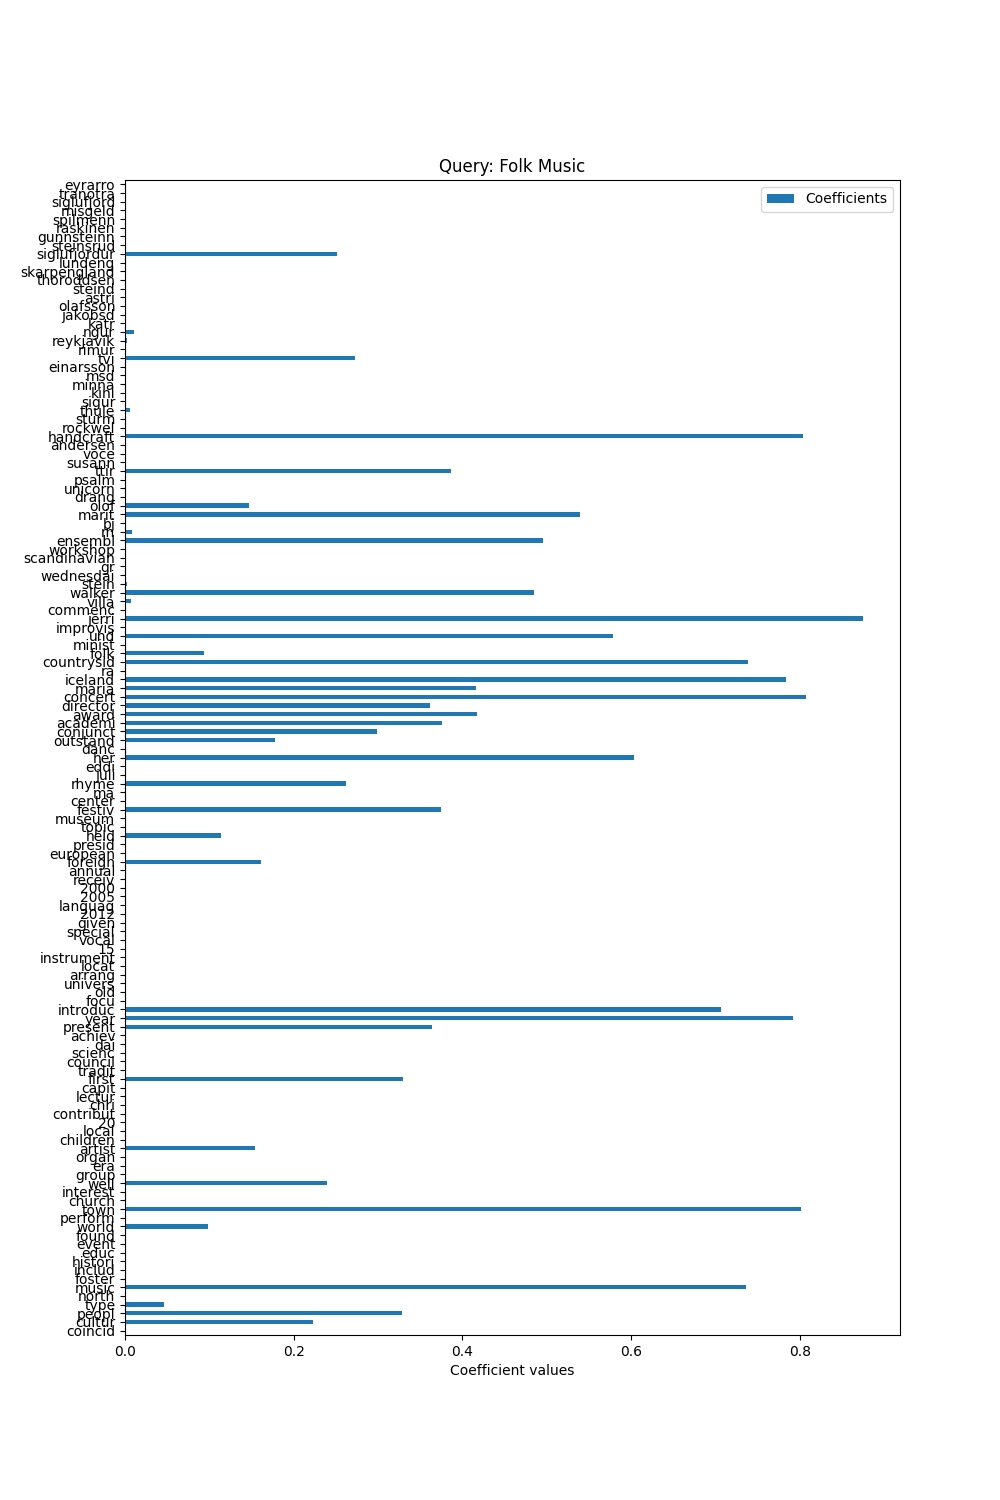 Query: Folk Music
Coefficients
eyrarro
tranotra
siglufjord
misgeld
spilmenn
raskinen
gunnsteinn
steinsrud
siglufjordur
lundeng
skarpengland
thoroddsen
steind
astri
olafsson
jakobsd
katr
ngur
reykjavik
rimur
tvi
einarsson
msd
minna
kihl
sigur
thule
sturm
rockwel
handcraft
andersen
voce
susann
ttir
psalm
unicorn
drang
olof
marit
bj
rn
ensembl
workshop
scandinavian
gr
wednesdai
stein
walker
villa
commenc
jerri
improvis
und
minist
folk
countrysid
ra
iceland
maria
concert
director
award
academi
conjunct
outstand
danc
her
eddi
juli
rhyme
ma
center
festiv
museum
topic
held
presid
european
foreign
annual
receiv
2000
2005
languag
2012
given
special
vocal
15
instrument
locat
arrang
univers
old
focu
introduc
year
present
achiev
dai
scienc
council
tradit
first
capit
lectur
chri
contribut
20
local
children
artist
organ
era
group
well
interest
church
town
perform
world
found
event
educ
histori
includ
foster
music
north
type
peopl
cultur
coincid
0.0 0.2 0.4 0.6 0.8
Coefficient values